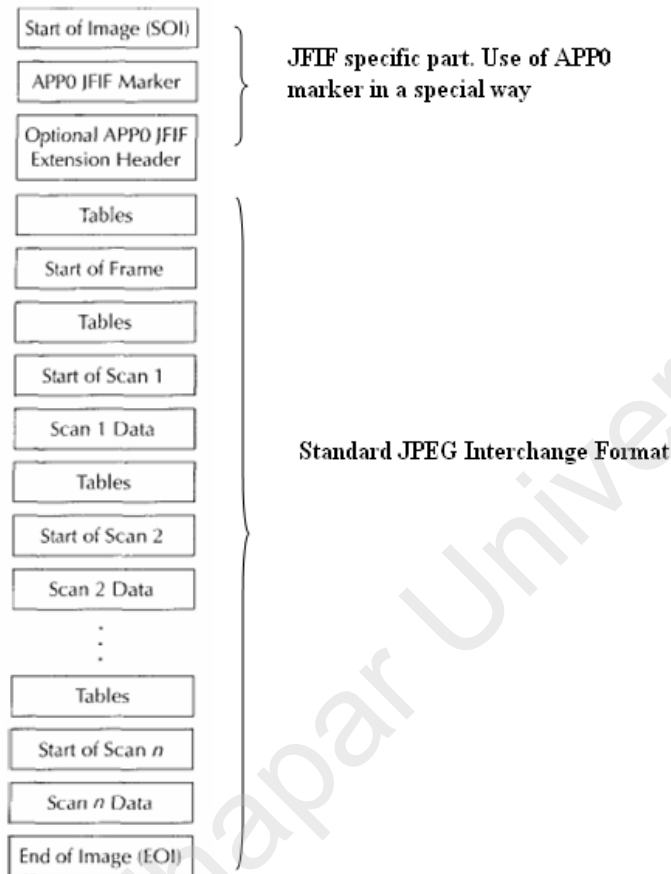 Start of Image (SOI)
APP0 JFIF Marker
Optional APP0 JFIF
Extension Header
JFIF specific part. Use of APP0
marker in a special way
Tables
Start of Frame
Tables
Start of Scan 1
Scan 1 Data
Tables
Start of Scan 2
Scan 2 Data
Standard JPEG Interchange Format
Tables
Start of Scan n
Scan n Data
End of Image (EOI)